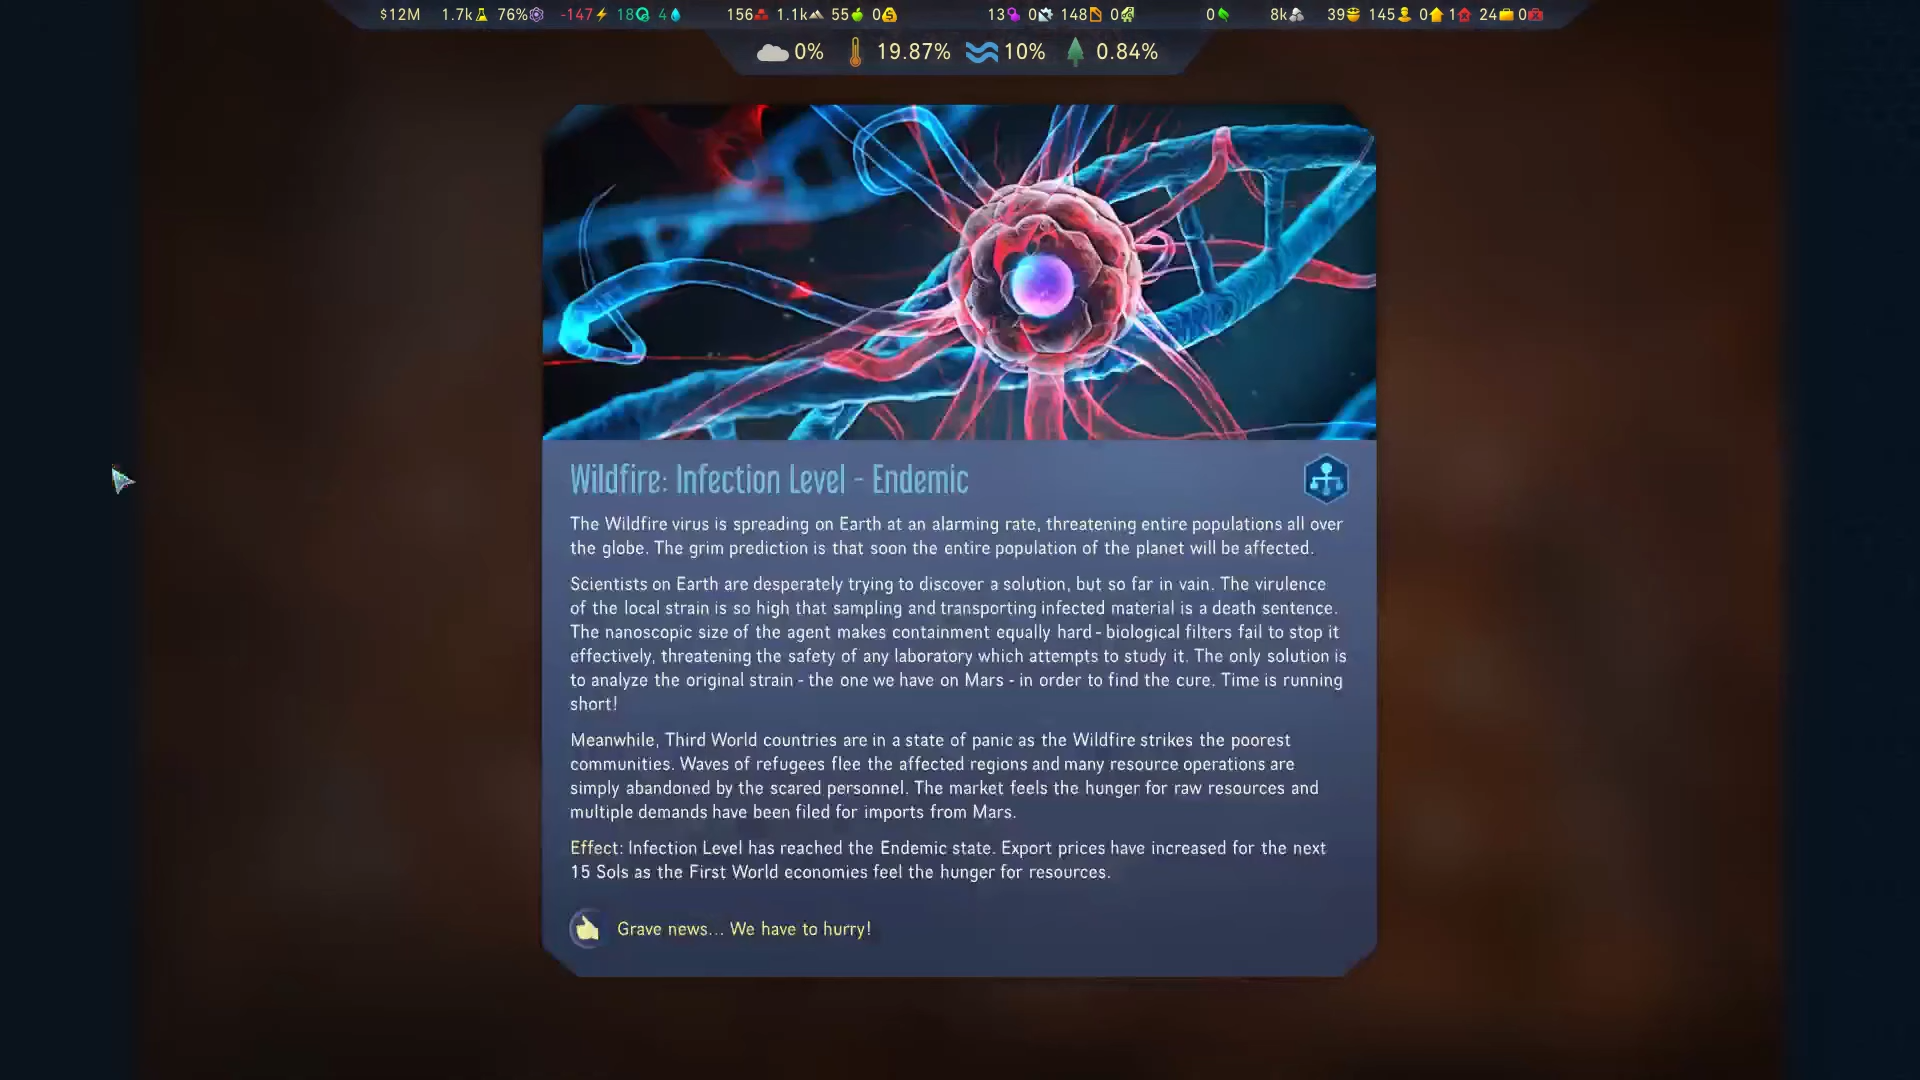 $12M 1.7k 76% -147 18 4 156 1.1k 55 0 13 0 148 0 0 8k 39 145 0 1 24 0
0% 19.87% 10% 0.84%
Wildfire: Infection Level - Endemic
The Wildfire virus is spreading on Earth at an alarming rate, threatening entire populations all over
the globe. The grim prediction is that soon the entire population of the planet will be affected.
Scientists on Earth are desperately trying to discover a solution, but so far in vain. The virulence
of the local strain is so high that sampling and transporting infected material is a death sentence.
The nanoscopic size of the agent makes containment equally hard - biological filters fail to stop it
effectively, threatening the safety of any laboratory which attempts to study it. The only solution is
to analyze the original strain - the one we have on Mars - in order to find the cure. Time is running
short!
Meanwhile, Third World countries are in a state of panic as the Wildfire strikes the poorest
communities. Waves of refugees flee the affected regions and many resource operations are
simply abandoned by the scared personnel. The market feels the hunger for raw resources and
multiple demands have been filed for imports from Mars.
Effect: Infection Level has reached the Endemic state. Export prices have increased for the next
15 Sols as the First World economies feel the hunger for resources.
Grave news... We have to hurry!